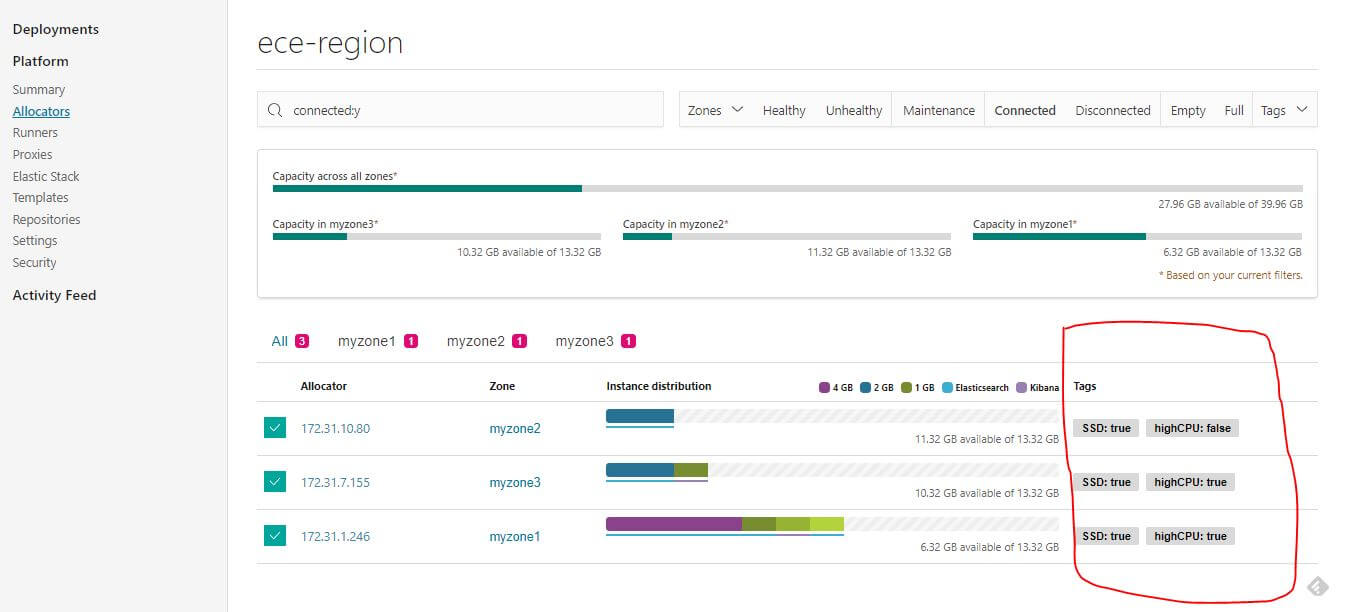 Deployments
Platform
Summary
Allocators
Runners
Proxies
Elastic Stack
Templates
Repositories
Settings
Security
Activity Feed
ece-region
connected:y
Zones Healthy Unhealthy Maintenance Connected Disconnected Empty Full Tags
Capacity across all zones*
27.96 GB available of 39.96 GB
Capacity in myzone3* Capacity in myzone2* Capacity in myzone1*
10.32 GB available of 13.32 GB 11.32 GB available of 13.32 GB 6.32 GB available of 13.32 GB
* Based on your current filters.
All 3 myzone1 1 myzone2 1 myzone3 1
Allocator Zone Instance distribution 4 GB 2 GB 1 GB Elasticsearch Kibana Tags
172.31.10.80 myzone2 SSD: true highCPU: false
11.32 GB available of 13.32 GB
172.31.7.155 myzone3 SSD: true highCPU: true
10.32 GB available of 13.32 GB
172.31.1.246 myzone1 SSD: true highCPU: true
6.32 GB available of 13.32 GB